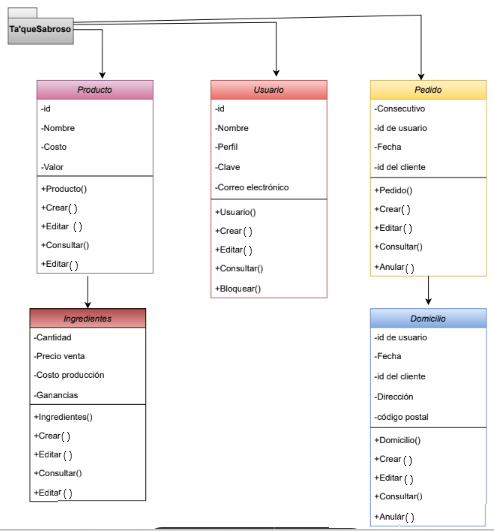 Ta'queSabroso
Producto
-id
-Nombre
-Costo
-Valor
+Producto()
+Crear( )
+Editar ( )
+Consultar()
+Editar( )
Usuario
-id
-Nombre
-Perfil
-Clave
-Correo electrónico
+Usuario()
+Crear( )
+Editar( )
+Consultar()
+Bloquear()
Pedido
-Consecutivo
-id de usuario
-Fecha
-id del cliente
+Pedido()
+Crear( )
+Editar( )
+Consultar()
+Anular( )
Ingredientes
-Cantidad
-Precio venta
-Costo producción
-Ganancias
+Ingredientes()
+Crear( )
+Editar ( )
+Consultar()
+Editar ( )
Domicilio
-id de usuario
-Fecha
-id del cliente
-Dirección
-código postal
+Domicilio()
+Crear ( )
+Editar ( )
+Consultar()
+Anular( )